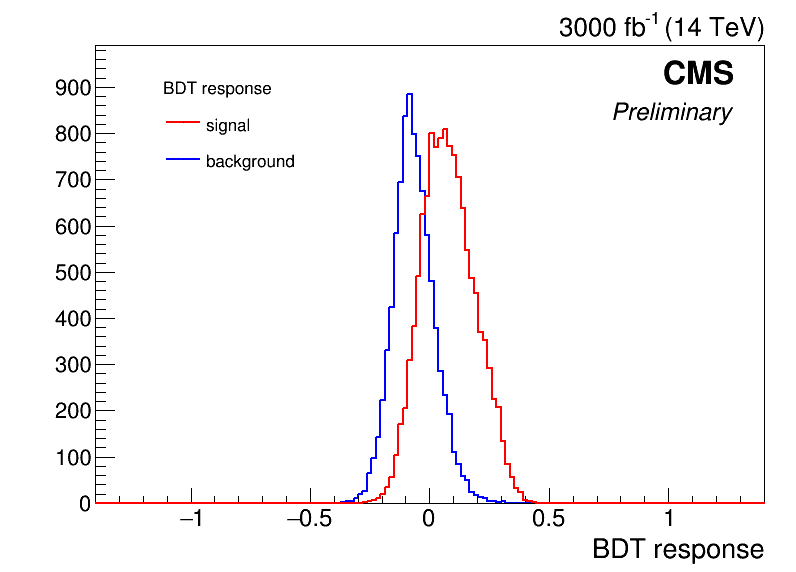 3000 fb⁻¹ (14 TeV)
CMS
Preliminary
BDT response
signal
background
900
800
700
600
500
400
300
200
100
0
−1 −0.5 0 0.5 1
BDT response